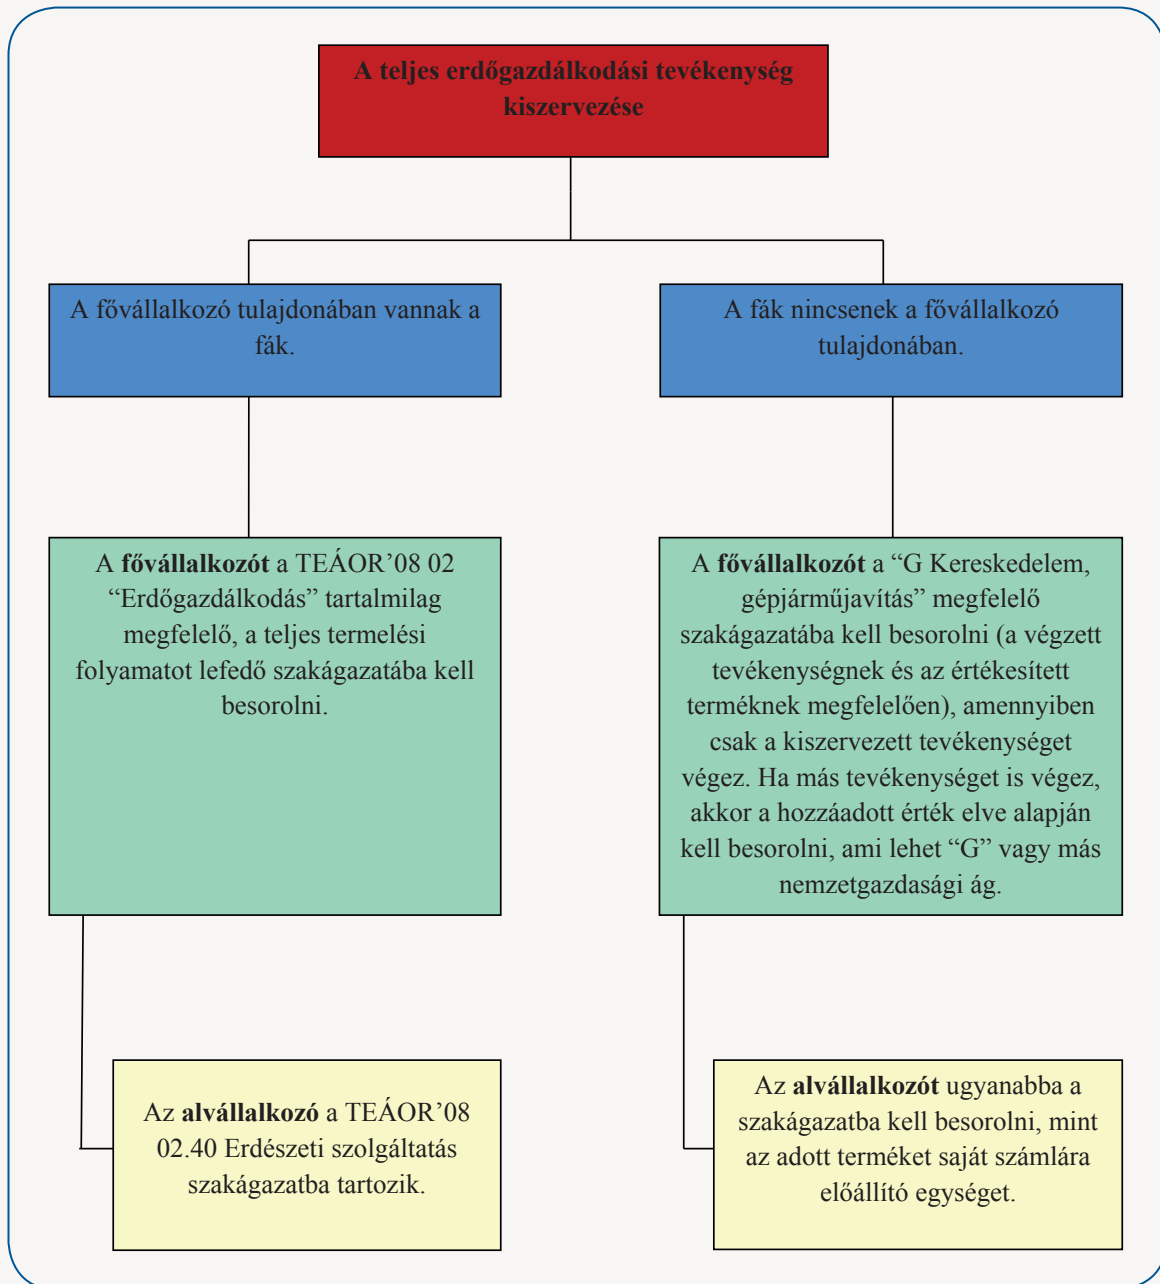 A teljes erdőgazdálkodási tevékenység
kiszervezése
A fővállalkozó tulajdonában vannak a
fák.
A fák nincsenek a fővállalkozó
tulajdonában.
A fővállalkozót a TEÁOR’08 02
“Erdőgazdálkodás” tartalmilag
megfelelő, a teljes termelési
folyamatot lefedő szakágazatába kell
besorolni.
A fővállalkozót a “G Kereskedelem,
gépjárműjavítás” megfelelő
szakágazatába kell besorolni (a végzett
tevékenységnek és az értékesített
terméknek megfelelően), amennyiben
csak a kiszervezett tevékenységet
végez. Ha más tevékenységet is végez,
akkor a hozzáadott érték elve alapján
kell besorolni, ami lehet “G” vagy más
nemzetgazdasági ág.
Az alvállalkozó a TEÁOR’08
02.40 Erdészeti szolgáltatás
szakágazatba tartozik.
Az alvállalkozót ugyanabba a
szakágazatba kell besorolni, mint
az adott terméket saját számlára
előállító egységet.